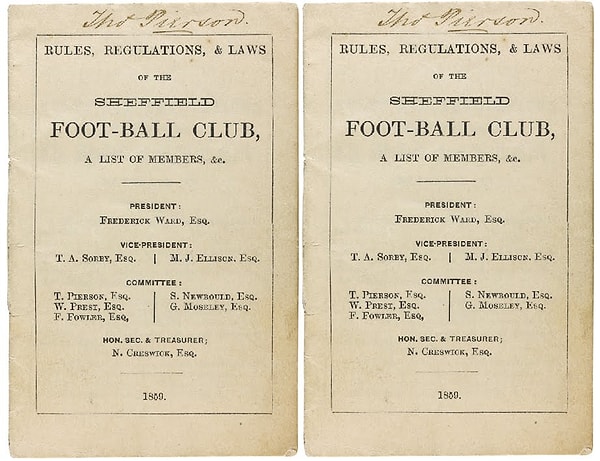 Thos Pierson.
RULES, REGULATIONS, & LAWS
OF THE
SHEFFIELD
FOOT-BALL CLUB,
A LIST OF MEMBERS, &c.
PRESIDENT:
FREDERICK WARD, ESQ.
VICE-PRESIDENT:
T. A. SORBY, ESQ. | M. J. ELLISON, ESQ.
COMMITTEE:
T. PIERSON, ESQ. S. NEWBOULD, ESQ.
W. PREST, ESQ. G. MOSELEY, ESQ.
F. FOWLER, ESQ,
HON. SEC. & TREASURER;
N. CRESWICK, ESQ.
1859.
Thos Pierson.
RULES, REGULATIONS, & LAWS
OF THE
SHEFFIELD
FOOT-BALL CLUB,
A LIST OF MEMBERS, &c.
PRESIDENT:
FREDERICK WARD, ESQ.
VICE-PRESIDENT:
T. A. SORBY, ESQ. | M. J. ELLISON, ESQ.
COMMITTEE:
T. PIERSON, ESQ. S. NEWBOULD, ESQ.
W. PREST, ESQ. G. MOSELEY, ESQ.
F. FOWLER, ESQ,
HON. SEC. & TREASURER;
N. CRESWICK, ESQ.
1859.